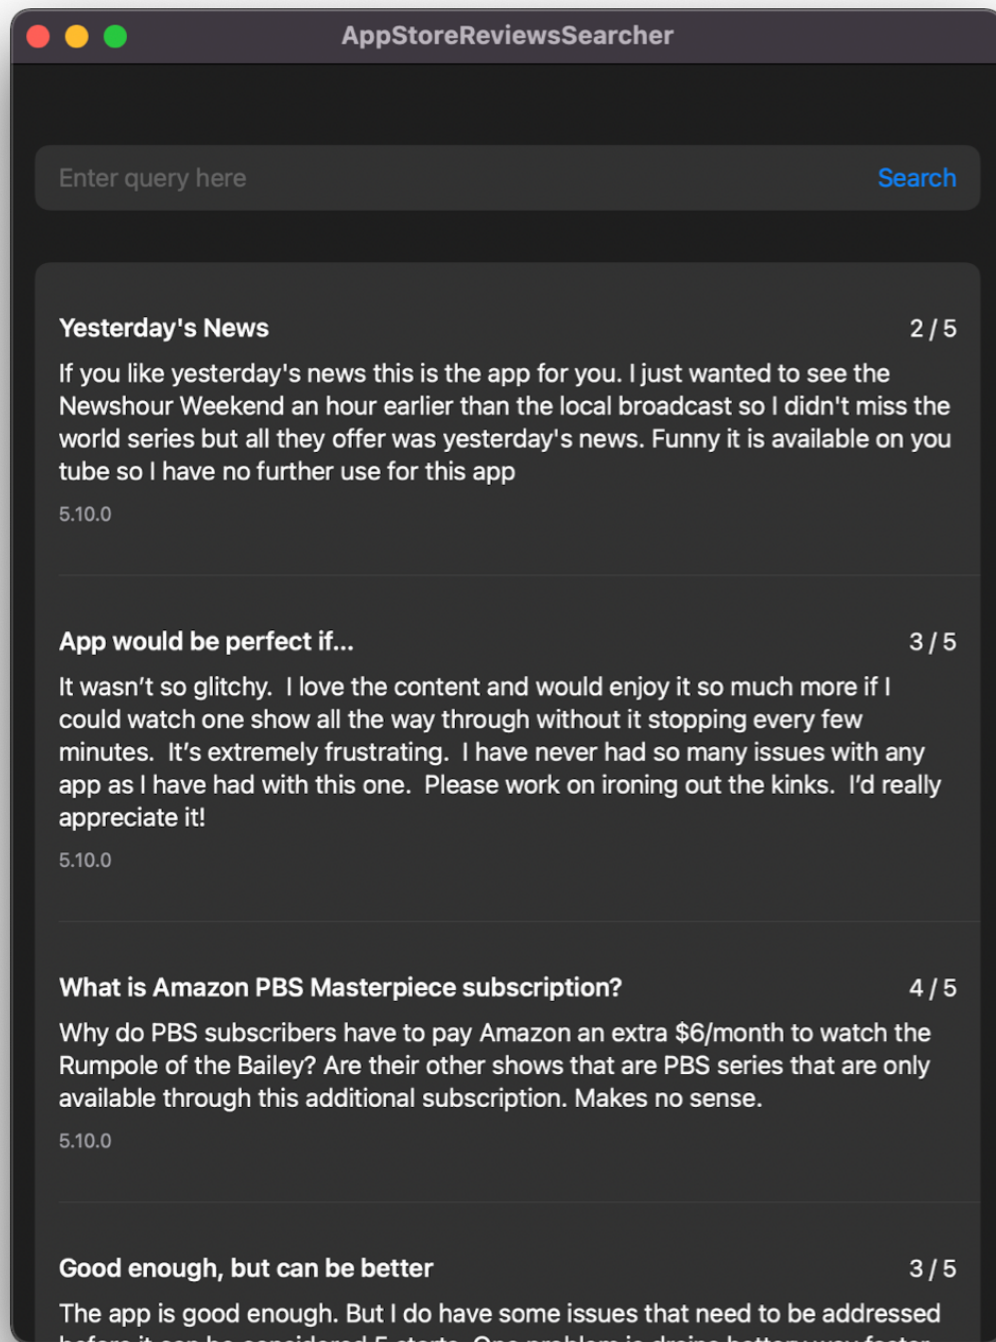 AppStoreReviewsSearcher
Enter query here Search
Yesterday's News 2 / 5
If you like yesterday's news this is the app for you. I just wanted to see the
Newshour Weekend an hour earlier than the local broadcast so I didn't miss the
world series but all they offer was yesterday's news. Funny it is available on you
tube so I have no further use for this app
5.10.0
App would be perfect if... 3 / 5
It wasn’t so glitchy.  I love the content and would enjoy it so much more if I
could watch one show all the way through without it stopping every few
minutes.  It’s extremely frustrating.  I have never had so many issues with any
app as I have had with this one.  Please work on ironing out the kinks.  I’d really
appreciate it!
5.10.0
What is Amazon PBS Masterpiece subscription? 4 / 5
Why do PBS subscribers have to pay Amazon an extra $6/month to watch the
Rumpole of the Bailey? Are their other shows that are PBS series that are only
available through this additional subscription. Makes no sense.
5.10.0
Good enough, but can be better 3 / 5
The app is good enough. But I do have some issues that need to be addressed